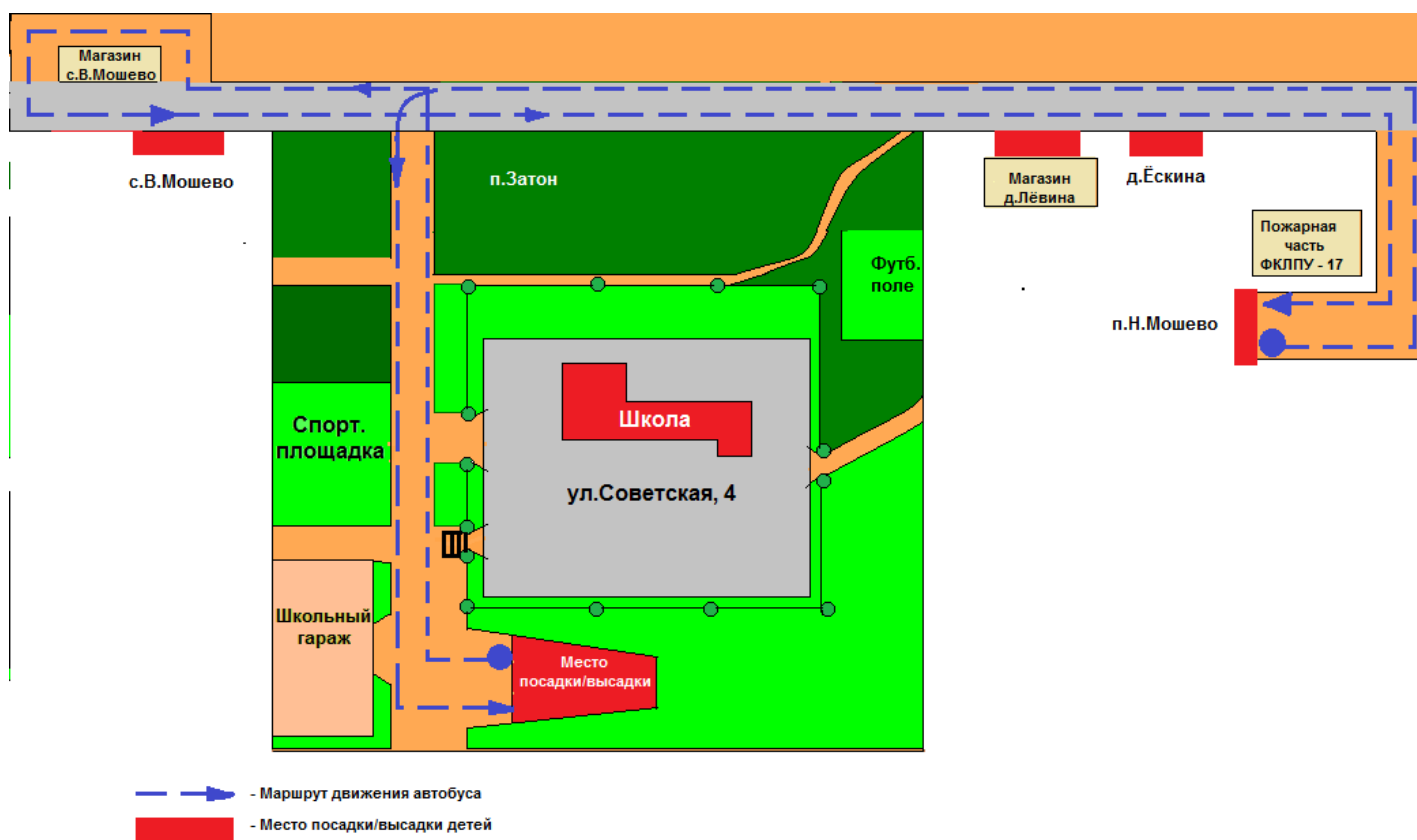 Магазин
с.В.Мошево
с.В.Мошево
п.Затон
Магазин
д.Лёвина
д.Ёскина
Пожарная
часть
ФКЛПУ - 17
п.Н.Мошево
Футб.
поле
Школа
ул.Советская, 4
Спорт.
площадка
Школьный
гараж
Место
посадки/высадки
- Маршрут движения автобуса
- Место посадки/высадки детей